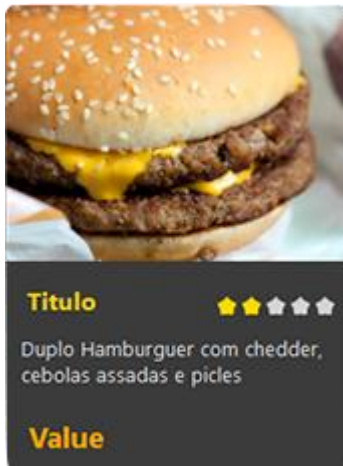 Titulo
Duplo Hamburguer com chedder,
cebolas assadas e picles
Value